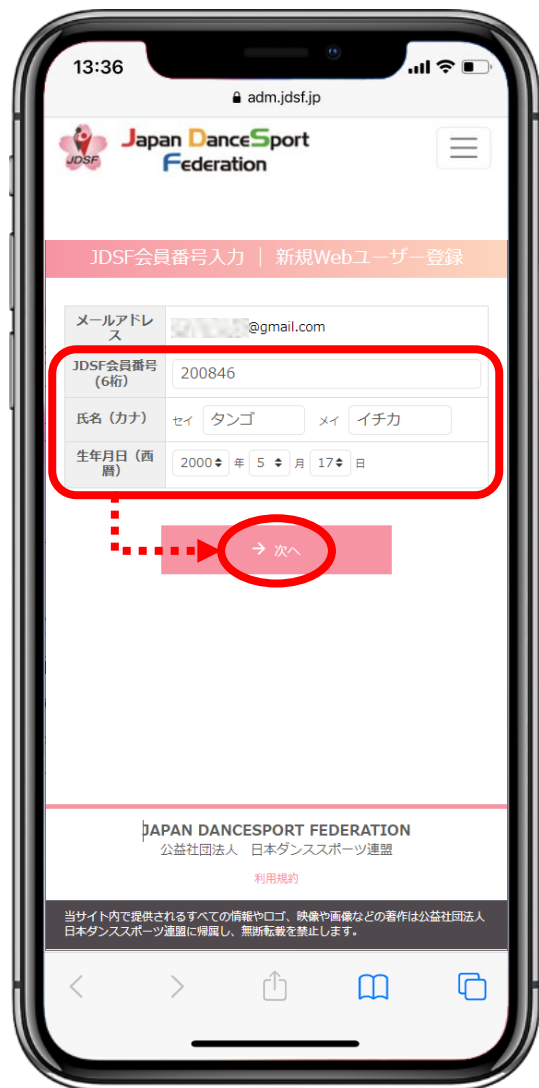 13:36
adm.jdsf.jp
JDSF
Japan DanceSport
Federation
JDSF会員番号入力 | 新規Webユーザー登録
メールアドレ
ス
@gmail.com
JDSF会員番号
(6桁)
200846
氏名（カナ） セイ タンゴ メイ イチカ
生年月日（西
暦）
2000 年 5 月 17 日
→ 次へ
JAPAN DANCESPORT FEDERATION
公益社団法人 日本ダンススポーツ連盟
利用規約
当サイト内で提供されるすべての情報やロゴ、映像や画像などの著作は公益社団法人
日本ダンススポーツ連盟に帰属し、無断転載を禁止します。